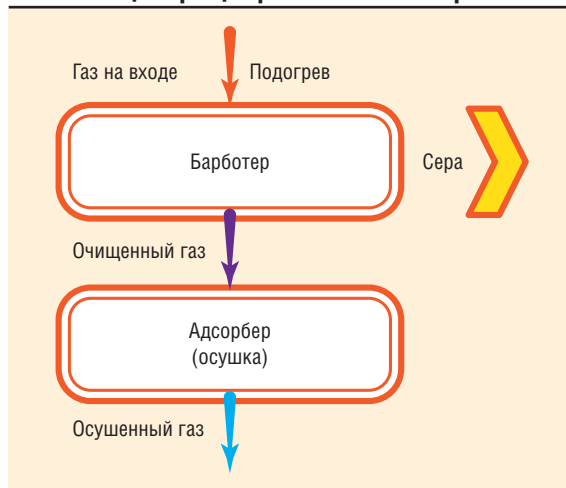 Газ на входе
Подогрев
Барботер
Сера
Очищенный газ
Адсорбер
(осушка)
Осушенный газ